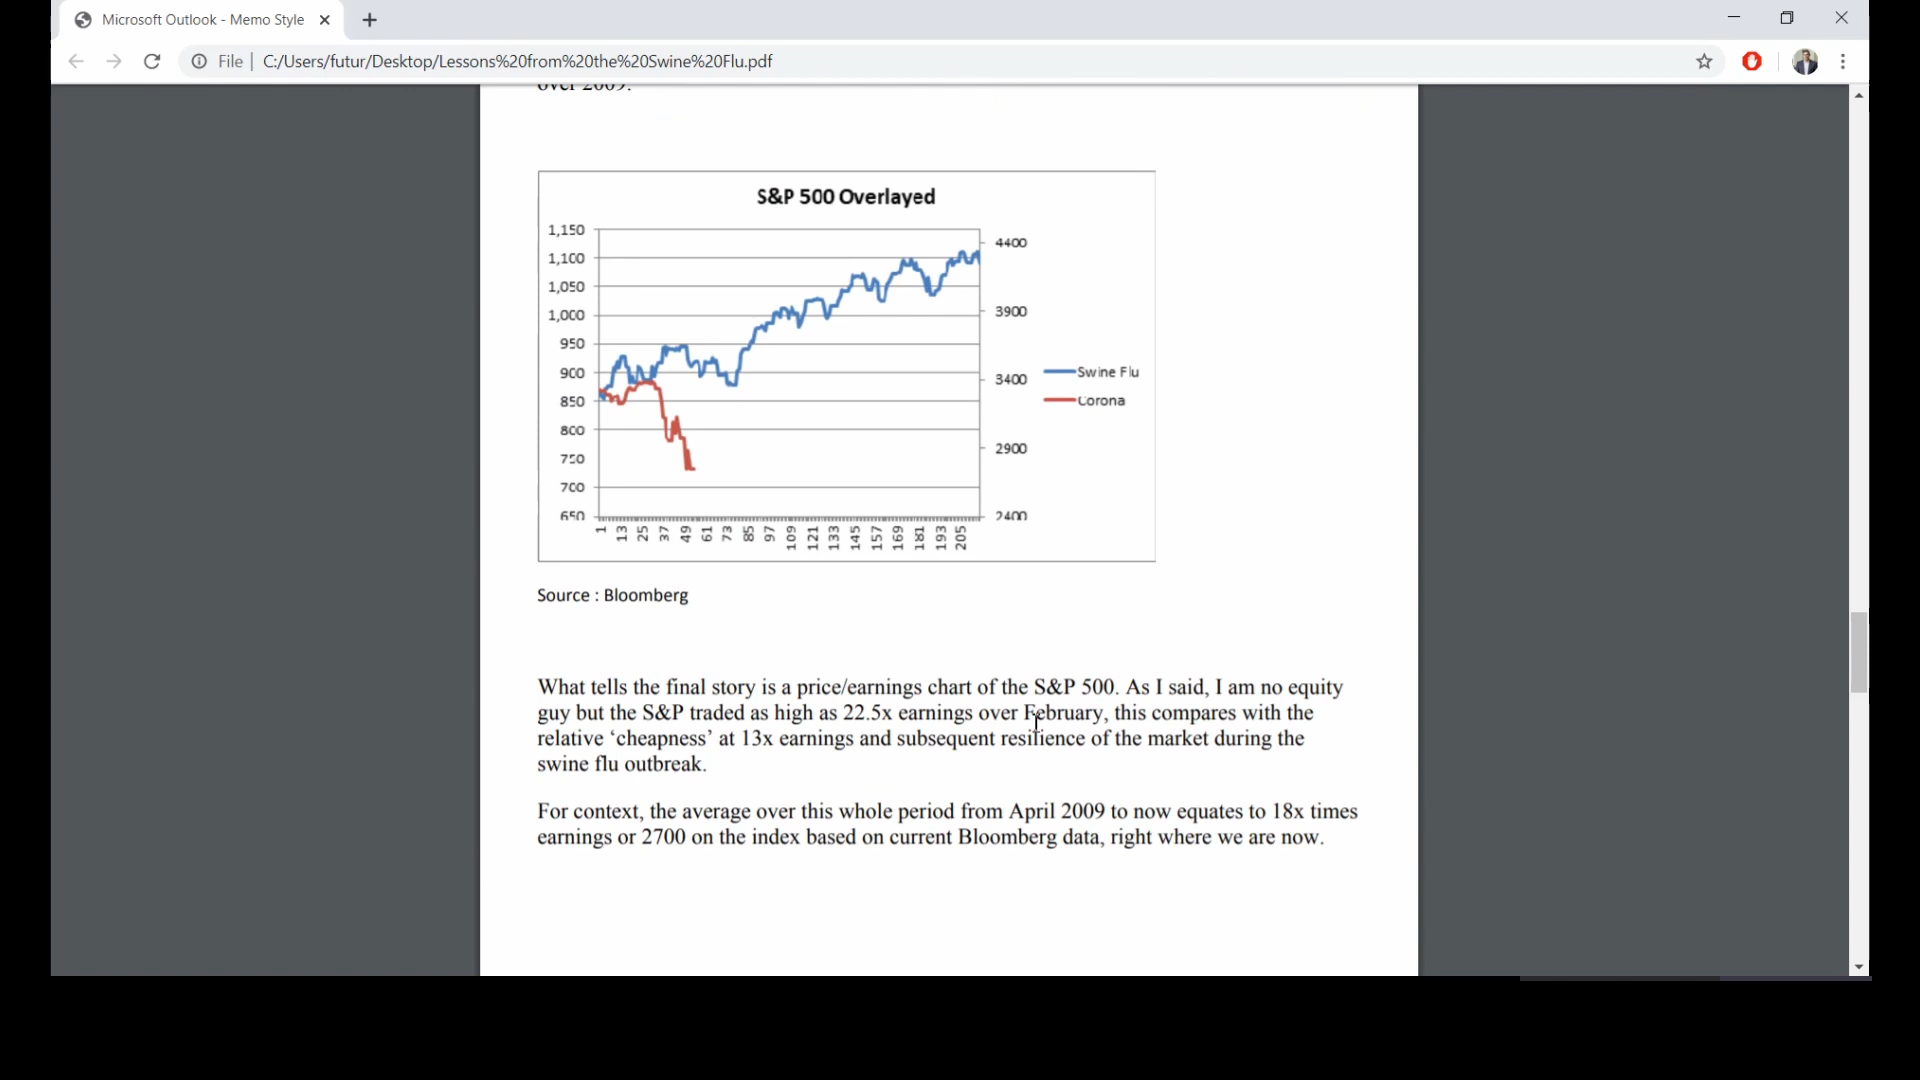 Microsoft Outlook - Memo Style
File
C:/Users/futur/Desktop/Lessons%20from%20the%20Swine%20Flu.pdf
over 2009.
S&P 500 Overlayed
1,150
1,100
1,050
1,000
950
900
850
800
750
700
650
4400
3900
3400
2900
2400
Swine Flu
Corona
1 13 25 37 49 61 73 85 97 109 121 133 145 157 169 181 193 205
Source : Bloomberg
What tells the final story is a price/earnings chart of the S&P 500. As I said, I am no equity
guy but the S&P traded as high as 22.5x earnings over February, this compares with the
relative ‘cheapness’ at 13x earnings and subsequent resilience of the market during the
swine flu outbreak.
For context, the average over this whole period from April 2009 to now equates to 18x times
earnings or 2700 on the index based on current Bloomberg data, right where we are now.